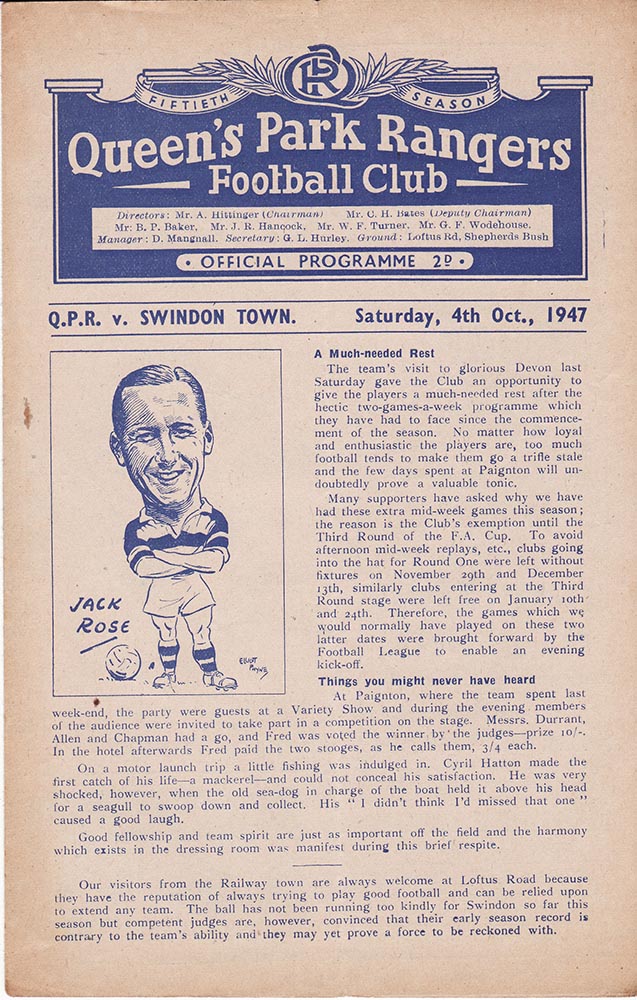 QPR
FIFTIETH SEASON
Queen's Park Rangers
Football Club
Directors: Mr. A. Hittinger (Chairman) Mr. C. H. Bates (Deputy Chairman)
Mr: B. P. Baker, Mr. J. R. Hancock, Mr. W. F. Turner. Mr. G. F. Wodehouse.
Manager: D. Mangnall. Secretary: G. L. Hurley. Ground: Loftus Rd, Shepherds Bush
• OFFICIAL PROGRAMME 2D •
Q.P.R. v. SWINDON TOWN. Saturday, 4th Oct., 1947
JACK
ROSE
ELLIOT
PAYNE
A Much-needed Rest
The team's visit to glorious Devon last
Saturday gave the Club an opportunity to
give the players a much-needed rest after the
hectic two-games-a-week programme which
they have had to face since the commence-
ment of the season. No matter how loyal
and enthusiastic the players are, too much
football tends to make them go a trifle stale
and the few days spent at Paignton will un-
doubtedly prove a valuable tonic.
Many supporters have asked why we have
had these extra mid-week games this season;
the reason is the Club's exemption until the
Third Round of the F.A. Cup. To avoid
afternoon mid-week replays, etc., clubs going
into the hat for Round One were left without
fixtures on November 29th and December
13th, similarly clubs entering at the Third
Round stage were left free on January 10th
and 24th. Therefore, the games which we
would normally have played on these two
latter dates were brought forward by the
Football League to enable an evening
kick-off.
Things you might never have heard
At Paignton, where the team spent last
week-end, the party were guests at a Variety Show and during the evening members
of the audience were invited to take part in a competition on the stage. Messrs. Durrant,
Allen and Chapman had a go, and Fred was voted the winner by the judges—prize 10/-.
In the hotel afterwards Fred paid the two stooges, as he calls them, 3/4 each.
On a motor launch trip a little fishing was indulged in. Cyril Hatton made the
first catch of his life—a mackerel—and could not conceal his satisfaction. He was very
shocked, however, when the old sea-dog in charge of the boat held it above his head
for a seagull to swoop down and collect. His " I didn't think I'd missed that one "
caused a good laugh.
Good fellowship and team spirit are just as important off the field and the harmony
which exists in the dressing room was manifest during this brief respite.
Our visitors from the Railway town are always welcome at Loftus Road because
they have the reputation of always trying to play good football and can be relied upon
to extend any team. The ball has not been running too kindly for Swindon so far this
season but competent judges are, however, convinced that their early season record is
contrary to the team's ability and they may yet prove a force to be reckoned with.